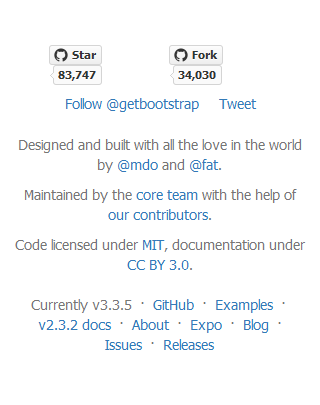 Star Fork
83,747 34,030
Follow @getbootstrap Tweet
Designed and built with all the love in the world
by @mdo and @fat.
Maintained by the core team with the help of
our contributors.
Code licensed under MIT, documentation under
CC BY 3.0.
Currently v3.3.5 · GitHub · Examples ·
v2.3.2 docs · About · Expo · Blog ·
Issues · Releases